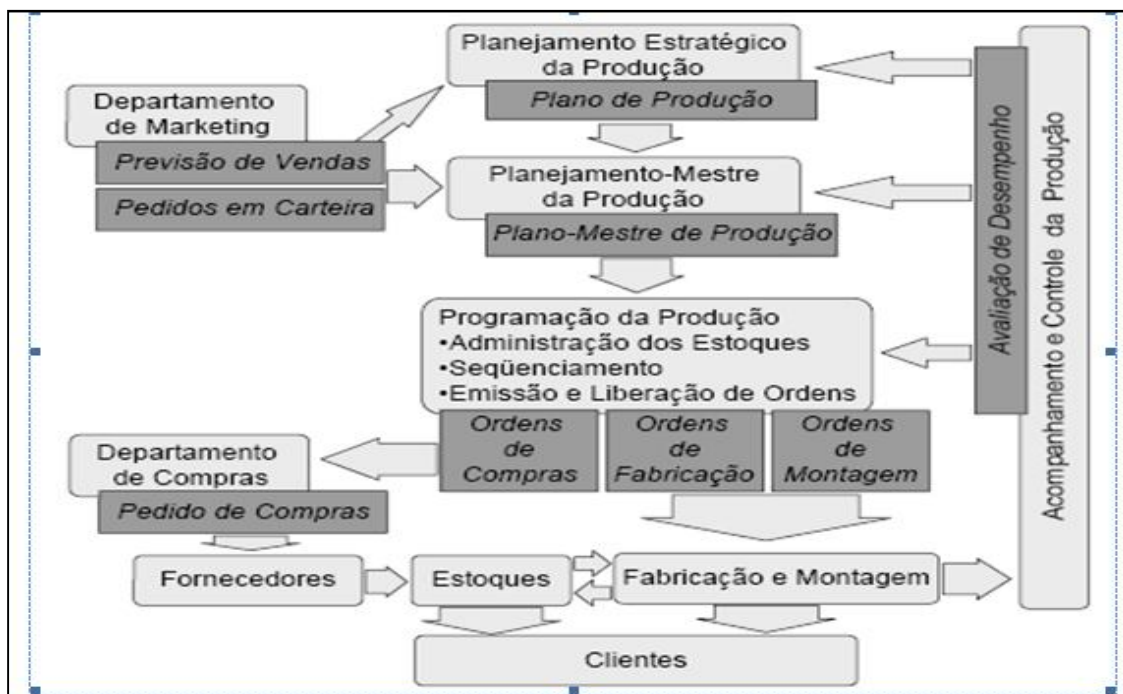 Planejamento Estratégico
da Produção
Plano de Produção
Departamento
de Marketing
Previsão de Vendas
Pedidos em Carteira
Planejamento-Mestre
da Produção
Plano-Mestre de Produção
Programação da Produção
•Administração dos Estoques
•Seqüenciamento
•Emissão e Liberação de Ordens
Ordens
de
Compras
Ordens
de
Fabricação
Ordens
de
Montagem
Departamento
de Compras
Pedido de Compras
Fornecedores
Estoques
Fabricação e Montagem
Clientes
Avaliação de Desempenho
Acompanhamento e Controle da Produção